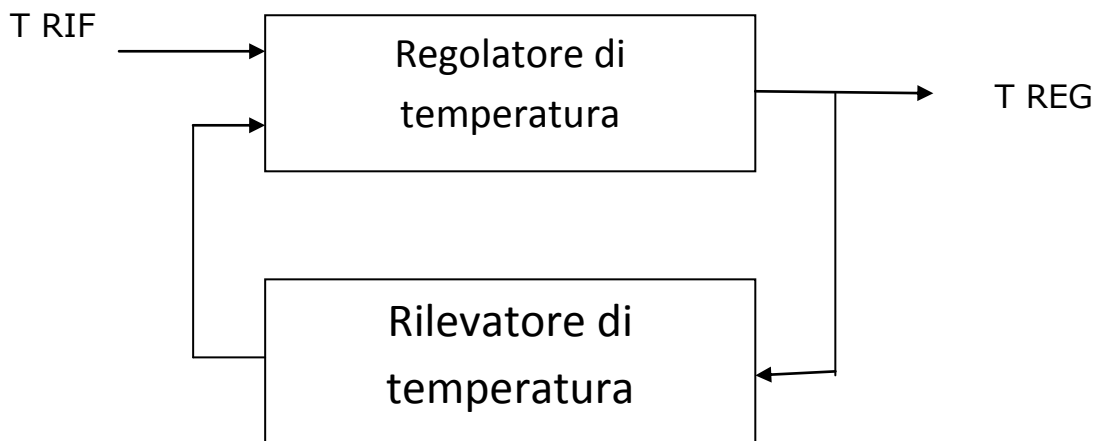 T RIF
Regolatore di
temperatura
T REG
Rilevatore di
temperatura